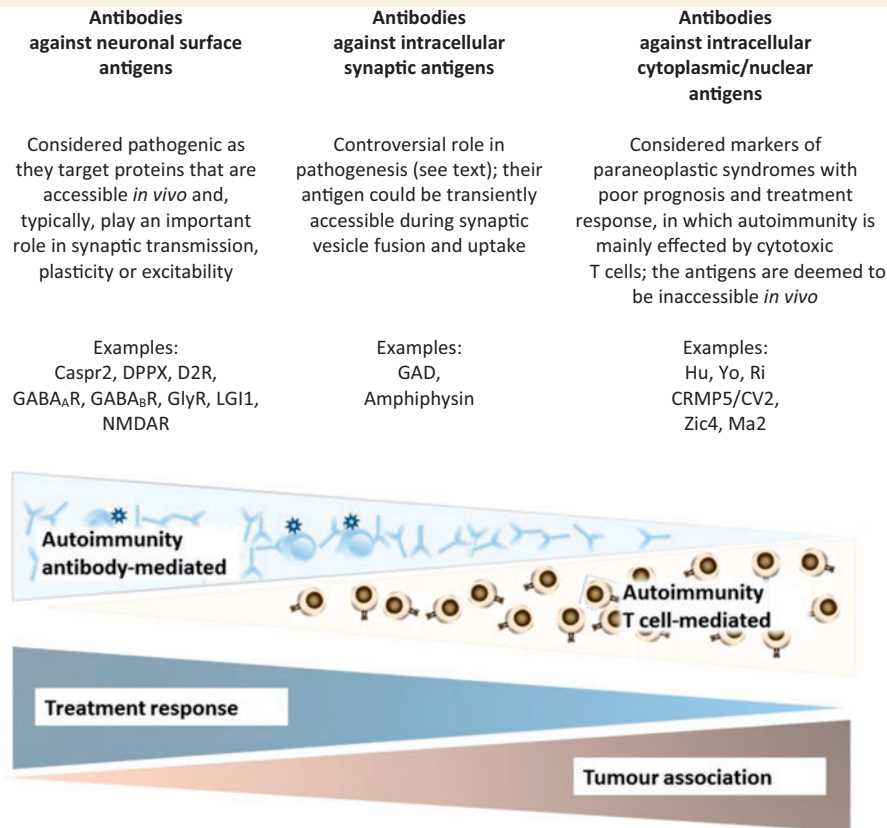 Antibodies
against neuronal surface
antigens
Considered pathogenic as
they target proteins that are
accessible in vivo and,
typically, play an important
role in synaptic transmission,
plasticity or excitability
Examples:
Caspr2, DPPX, D2R,
GABAAR, GABABR, GlyR, LGI1,
NMDAR
Antibodies
against intracellular
synaptic antigens
Controversial role in
pathogenesis (see text); their
antigen could be transiently
accessible during synaptic
vesicle fusion and uptake
Examples:
GAD,
Amphiphysin
Antibodies
against intracellular
cytoplasmic/nuclear
antigens
Considered markers of
paraneoplastic syndromes with
poor prognosis and treatment
response, in which autoimmunity is
mainly effected by cytotoxic
T cells; the antigens are deemed to
be inaccessible in vivo
Examples:
Hu, Yo, Ri
CRMP5/CV2,
Zic4, Ma2
Autoimmunity
antibody-mediated
Autoimmunity
T cell-mediated
Treatment response
Tumour association